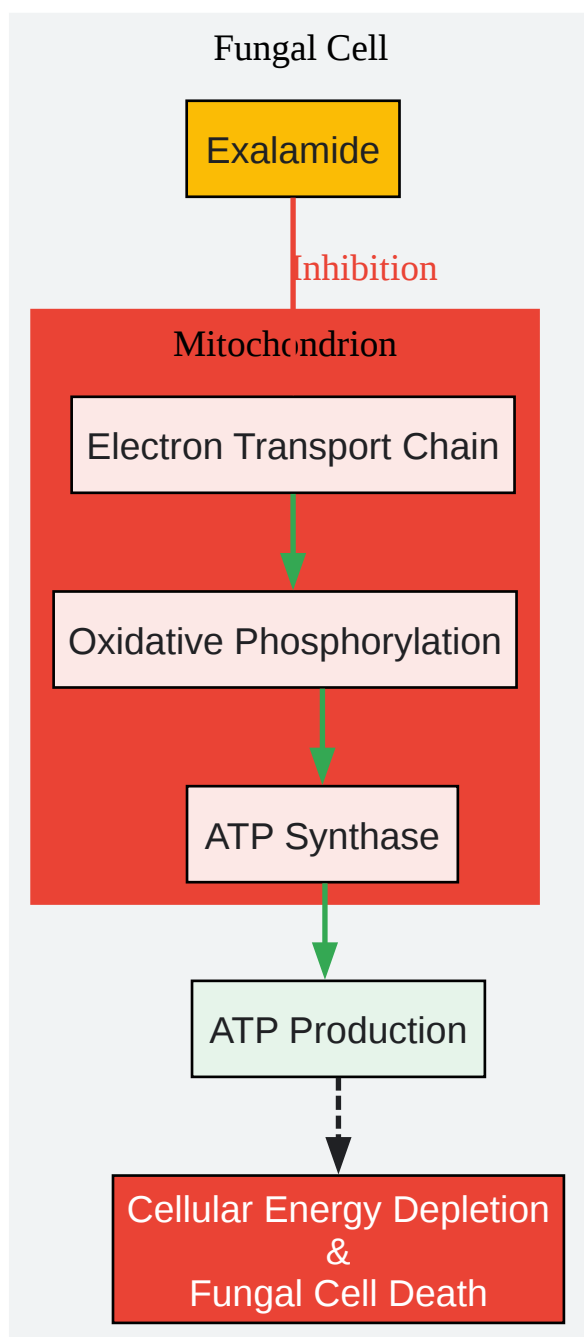 Fungal Cell
Exalamide
Inhibition
Mitochondrion
Electron Transport Chain
Oxidative Phosphorylation
ATP Synthase
ATP Production
Cellular Energy Depletion
&
Fungal Cell Death